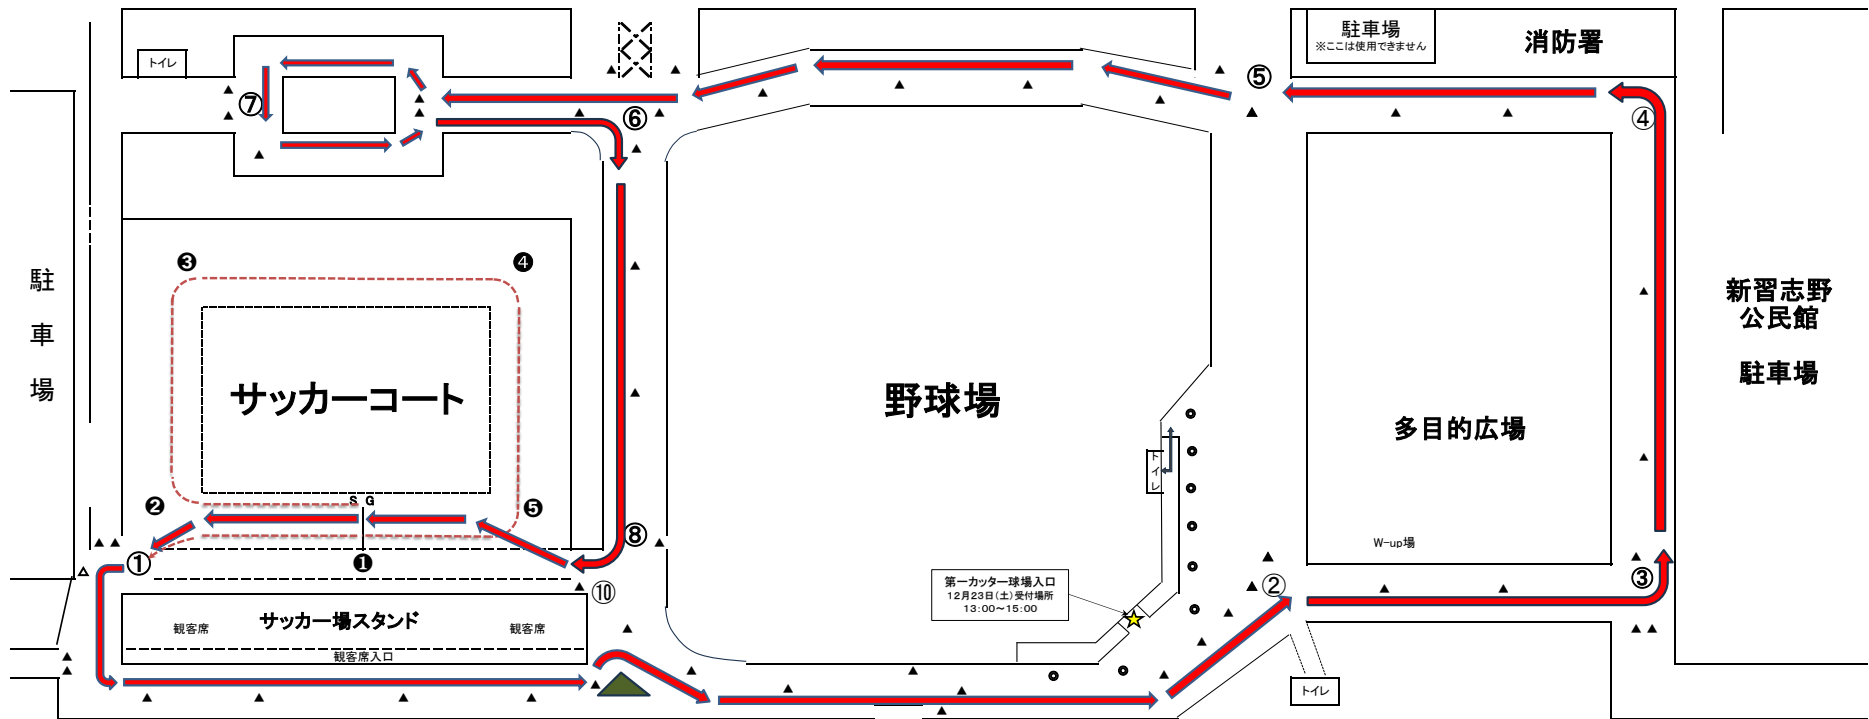 トイレ
駐車場
※ここは使用できません
消防署
⑤
④
⑦
⑥
❸
❹
駐車場
サッカーコート
野球場
多目的広場
新習志野
公民館
駐車場
トイレ
S G
❷
❺
⑧
①
❶
⑩
W-up場
第一カッター球場入口
12月23日(土)受付場所
13:00～15:00
②
③
観客席
サッカー場スタンド
観客席
観客席入口
トイレ